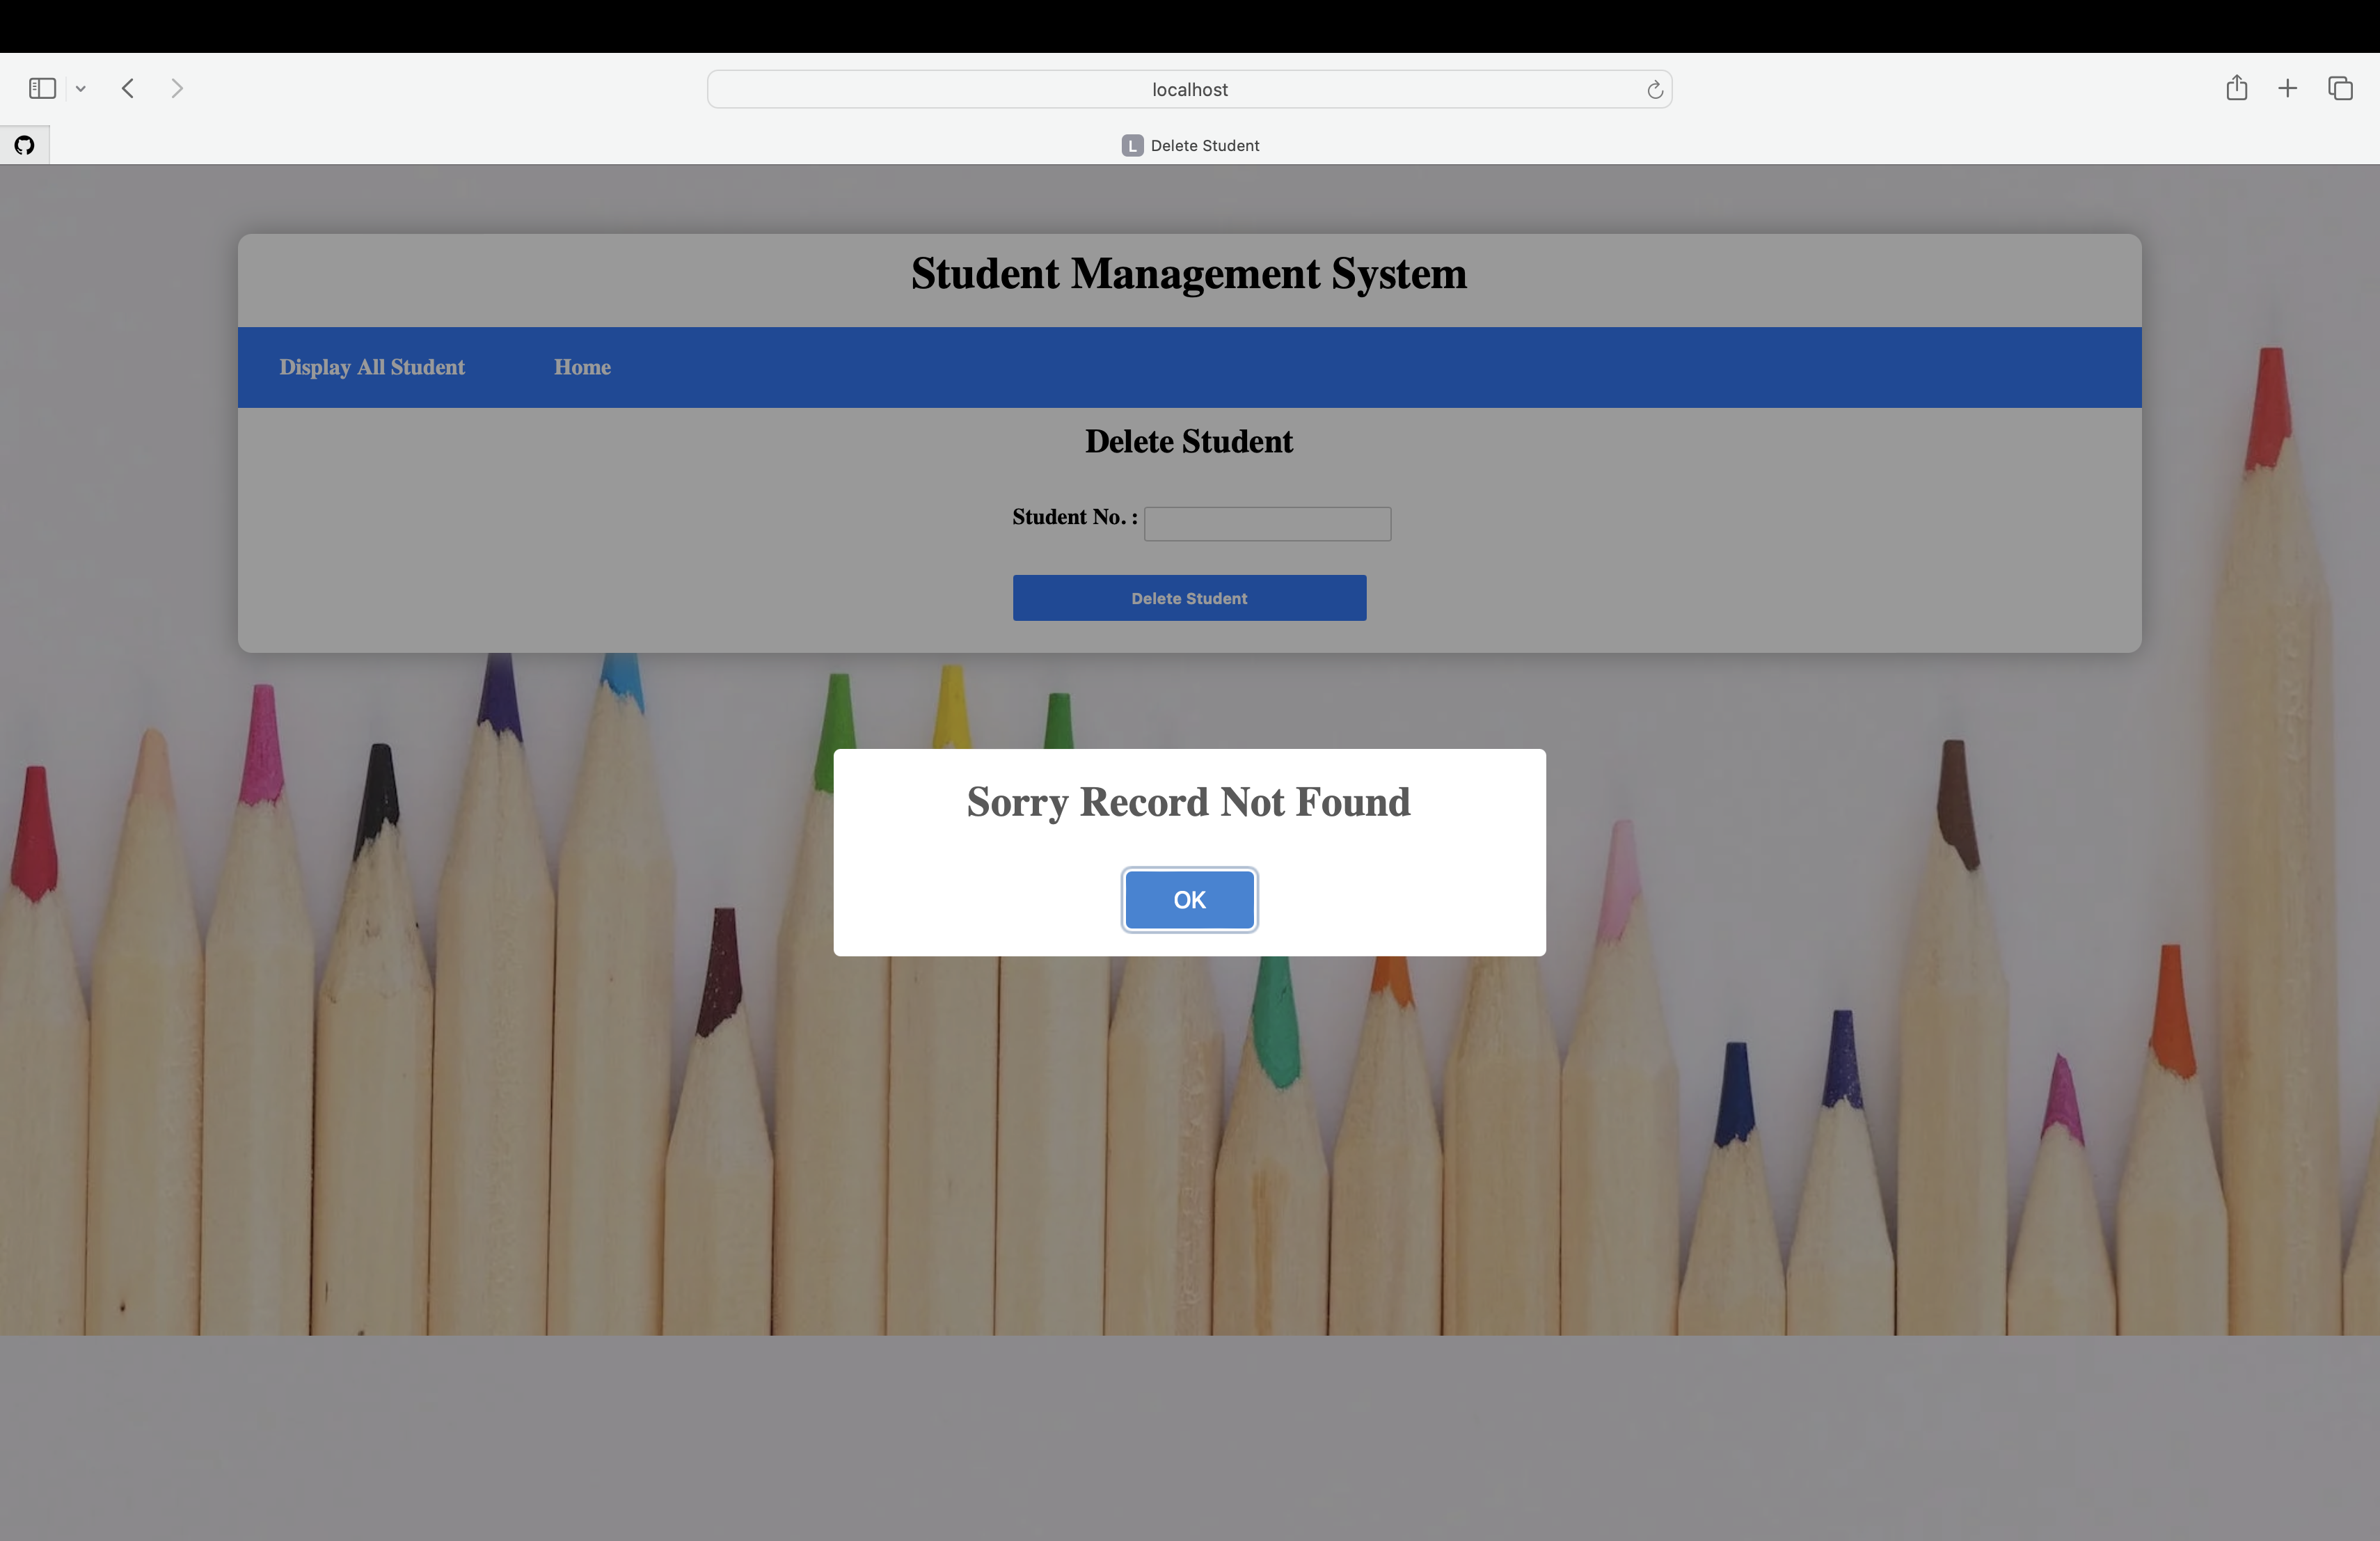 localhost
L Delete Student
Student Management System
Display All Student Home
Delete Student
Student No. :
Delete Student
Sorry Record Not Found
OK